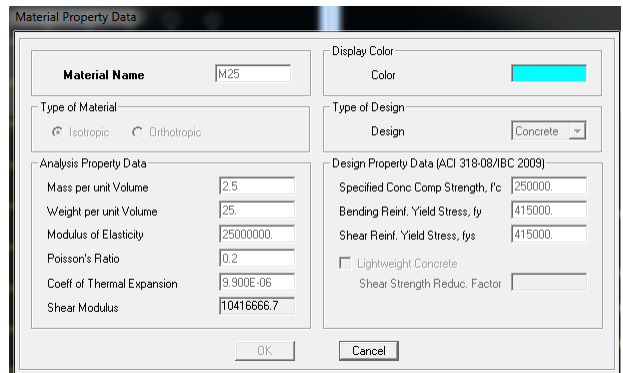 Material Property Data
Display Color
Material Name M25
Color
Type of Material
Isotropic Orthotropic
Type of Design
Design Concrete
Analysis Property Data
Mass per unit Volume 2.5
Weight per unit Volume 25.
Modulus of Elasticity 25000000.
Poisson's Ratio 0.2
Coeff of Thermal Expansion 9.900E-06
Shear Modulus 10416666.7
Design Property Data (ACI 318-08/IBC 2009)
Specified Conc Comp Strength, f'c 250000.
Bending Reinf. Yield Stress, fy 415000.
Shear Reinf. Yield Stress, fys 415000.
Lightweight Concrete
Shear Strength Reduc. Factor
OK Cancel